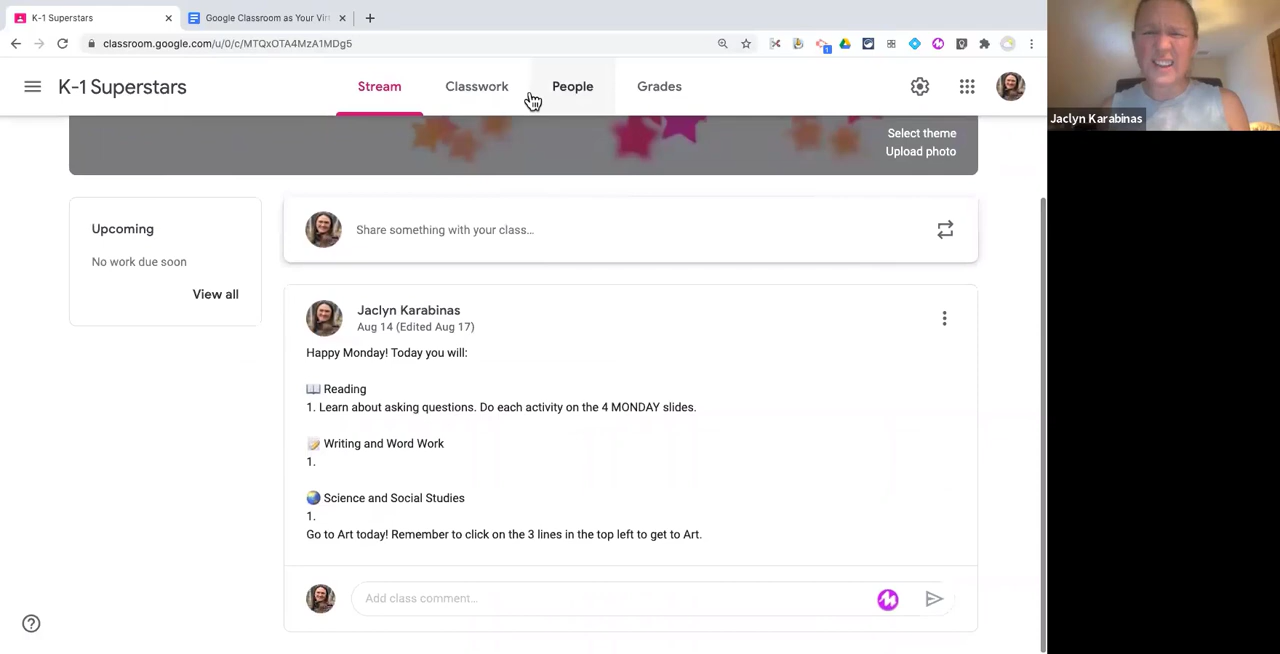 K-1 Superstars
Google Classroom as Your Virt
classroom.google.com/u/0/c/MTQxOTA4MzA1MDg5
1
K-1 Superstars
Stream
Classwork
People
Grades
Jaclyn Karabinas
Select theme
Upload photo
Upcoming
No work due soon
View all
Share something with your class...
Jaclyn Karabinas
Aug 14 (Edited Aug 17)
Happy Monday! Today you will:
📖 Reading
1. Learn about asking questions. Do each activity on the 4 MONDAY slides.
📝 Writing and Word Work
1.
🌎 Science and Social Studies
1.
Go to Art today! Remember to click on the 3 lines in the top left to get to Art.
Add class comment...